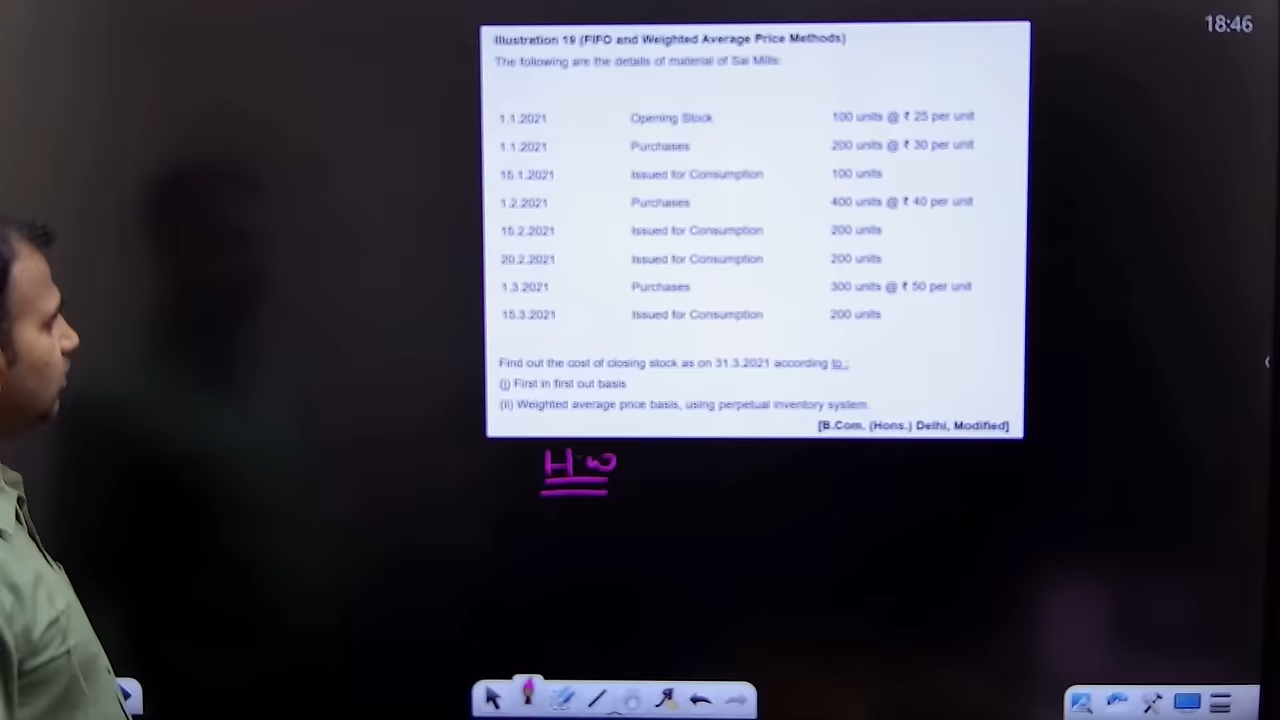 18:46
Illustration 19 (FIFO and Weighted Average Price Methods)
The following are the details of material of Sai Mills:
1.1.2021 Opening Stock 100 units @ ₹ 25 per unit
1.1.2021 Purchases 200 units @ ₹ 30 per unit
15.1.2021 Issued for Consumption 100 units
1.2.2021 Purchases 400 units @ ₹ 40 per unit
15.2.2021 Issued for Consumption 200 units
20.2.2021 Issued for Consumption 200 units
1.3.2021 Purchases 300 units @ ₹ 50 per unit
15.3.2021 Issued for Consumption 200 units
Find out the cost of closing stock as on 31.3.2021 according to :
(i) First in first out basis
(ii) Weighted average price basis, using perpetual inventory system.
[B.Com. (Hons.) Delhi, Modified]
H.w